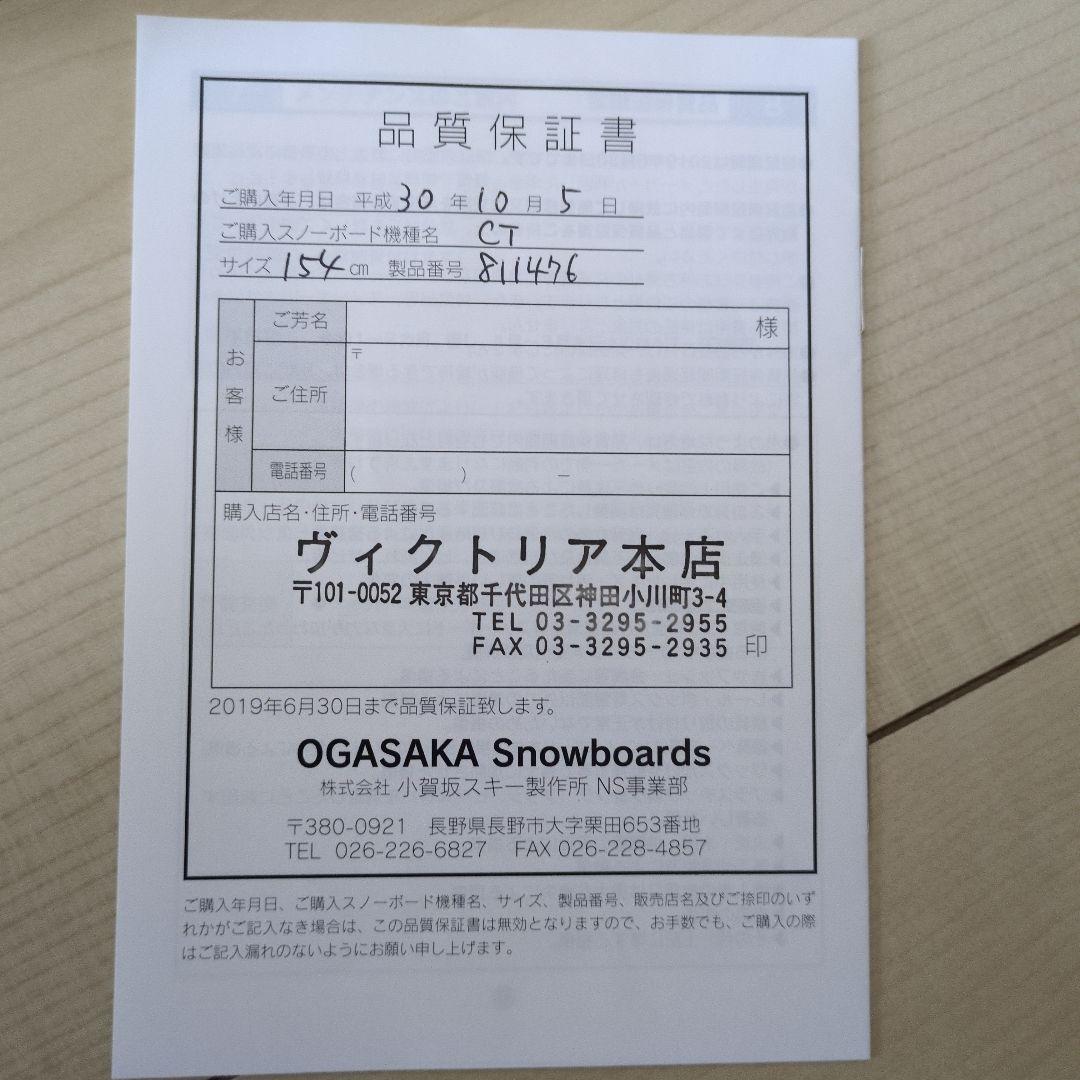 品質保証書
ご購入年月日 平成30年10月5日
ご購入スノーボード機種名 CT
サイズ 154 cm 製品番号 811476
お客様
ご芳名 様
ご住所 〒
電話番号 ( ) −
購入店名・住所・電話番号
ヴィクトリア本店
〒101-0052 東京都千代田区神田小川町3-4
TEL 03-3295-2955
FAX 03-3295-2935 印
2019年6月30日まで品質保証致します。
OGASAKA Snowboards
株式会社 小賀坂スキー製作所 NS事業部
〒380-0921 長野県長野市大字栗田653番地
TEL 026-226-6827 FAX 026-228-4857
ご購入年月日、ご購入スノーボード機種名、サイズ、製品番号、販売店名及びご捺印のいず
れかがご記入なき場合は、この品質保証書は無効となりますので、お手数でも、ご購入の際
はご記入漏れのないようにお願い申し上げます。